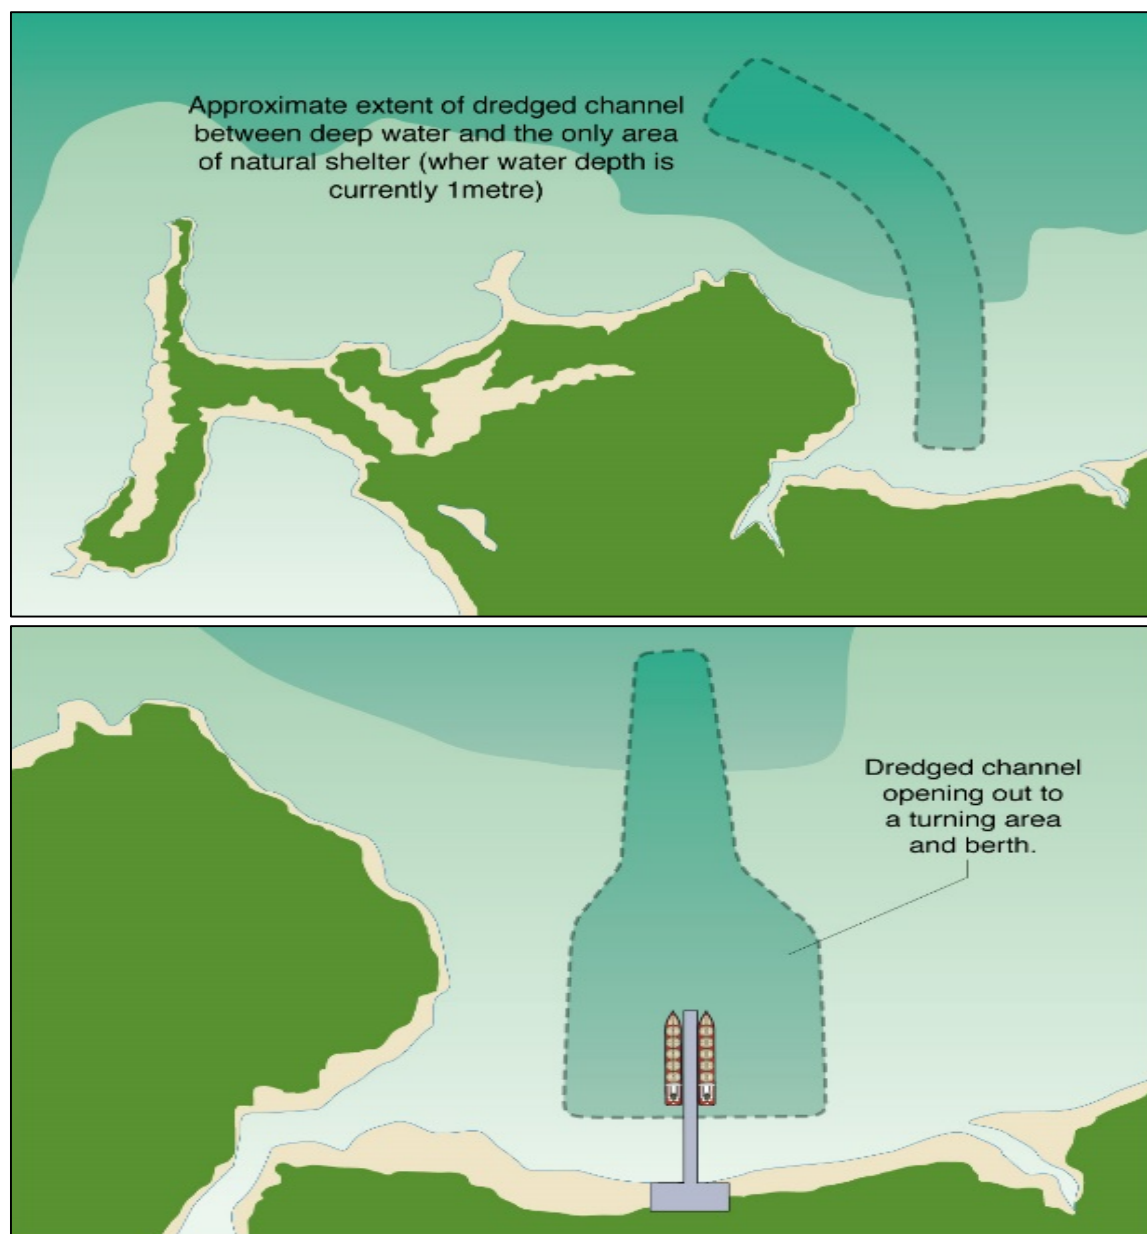 Approximate extent of dredged channel
between deep water and the only area
of natural shelter (wher water depth is
currently 1metre)
Dredged channel
opening out to
a turning area
and berth.